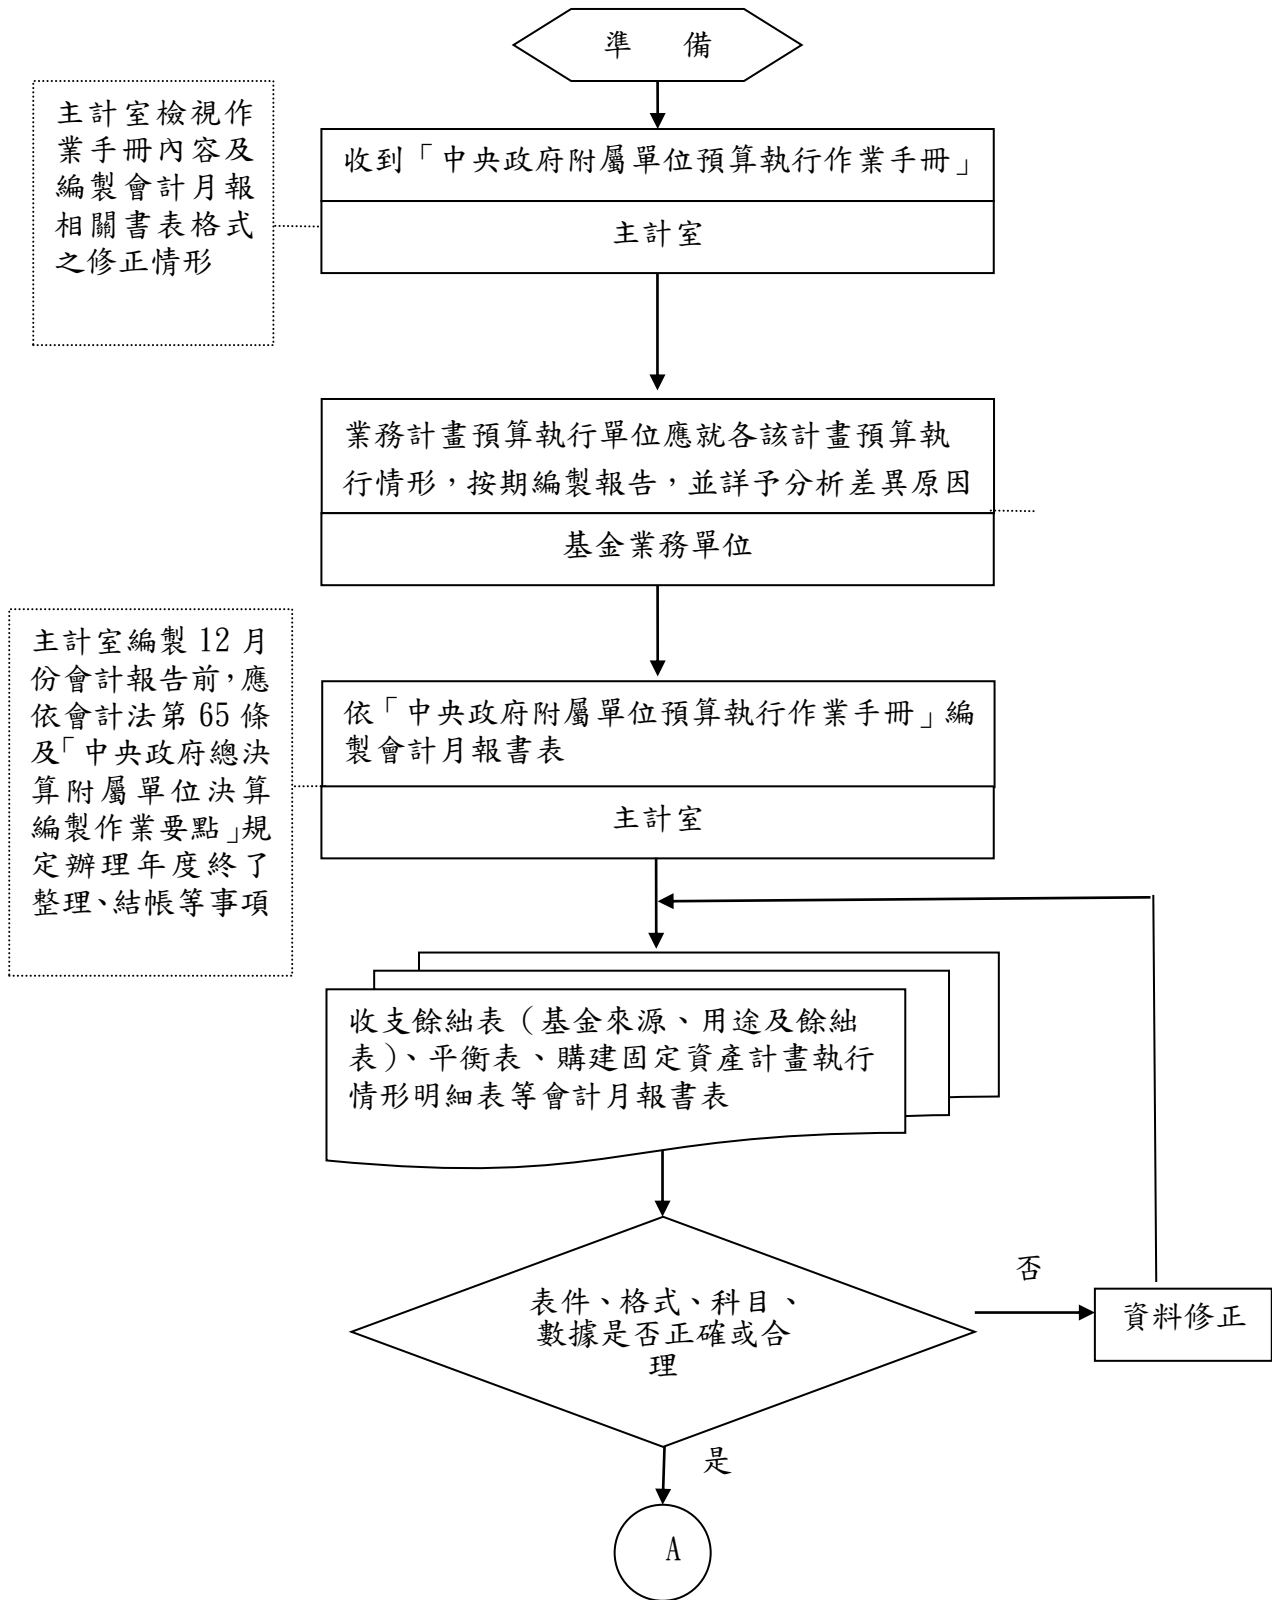 準　備
主計室檢視作
業手冊內容及
編製會計月報
相關書表格式
之修正情形
收到「中央政府附屬單位預算執行作業手冊」
主計室
業務計畫預算執行單位應就各該計畫預算執
行情形，按期編製報告，並詳予分析差異原因
基金業務單位
主計室編製 12 月
份會計報告前，應
依會計法第 65 條
及「中央政府總決
算附屬單位決算
編製作業要點」規
定辦理年度終了
整理、結帳等事項
依「中央政府附屬單位預算執行作業手冊」編
製會計月報書表
主計室
收支餘絀表（基金來源、用途及餘絀
表）、平衡表、購建固定資產計畫執行
情形明細表等會計月報書表
表件、格式、科目、
數據是否正確或合
理
否
資料修正
是
A